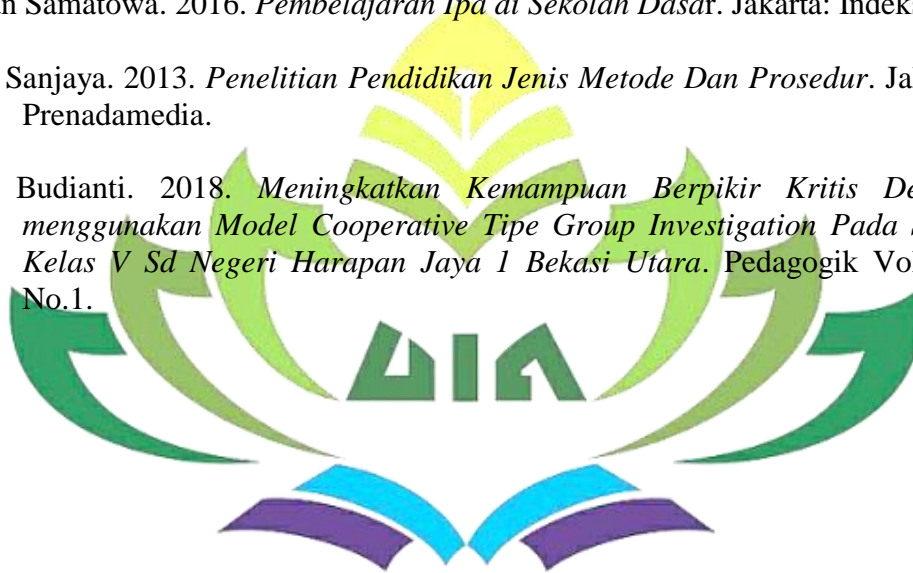 n Samatowa. 2016. Pembelajaran Ipa di Sekolah Dasar. Jakarta: Indek
Sanjaya. 2013. Penelitian Pendidikan Jenis Metode Dan Prosedur. Ja
Prenadamedia.
Budianti. 2018. Meningkatkan Kemampuan Berpikir Kritis De
menggunakan Model Cooperative Tipe Group Investigation Pada
Kelas V Sd Negeri Harapan Jaya 1 Bekasi Utara. Pedagogik Vol
No.1.
UIN